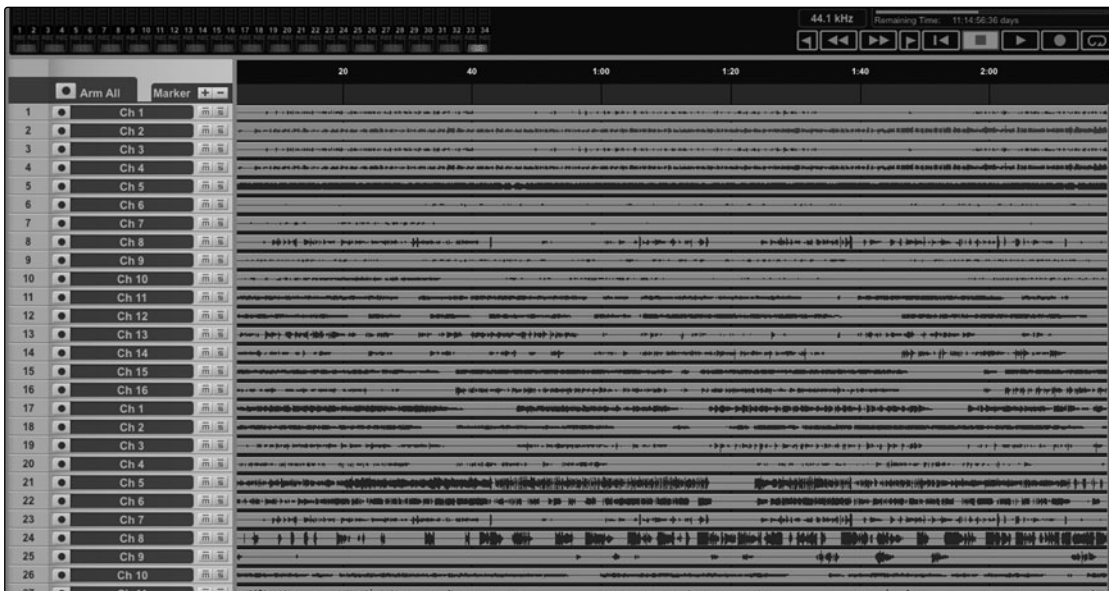 44.1 kHz Remaining Time: 11:14:56:36 days
1 2 3 4 5 6 7 8 9 10 11 12 13 14 15 16 17 18 19 20 21 22 23 24 25 26 27 28 29 30 31 32 33 34
20 40 1:00 1:20 1:40 2:00
Arm All Marker + -
1 Ch 1 m s
2 Ch 2 m s
3 Ch 3 m s
4 Ch 4 m s
5 Ch 5 m s
6 Ch 6 m s
7 Ch 7 m s
8 Ch 8 m s
9 Ch 9 m s
10 Ch 10 m s
11 Ch 11 m s
12 Ch 12 m s
13 Ch 13 m s
14 Ch 14 m s
15 Ch 15 m s
16 Ch 16 m s
17 Ch 1 m s
18 Ch 2 m s
19 Ch 3 m s
20 Ch 4 m s
21 Ch 5 m s
22 Ch 6 m s
23 Ch 7 m s
24 Ch 8 m s
25 Ch 9 m s
26 Ch 10 m s